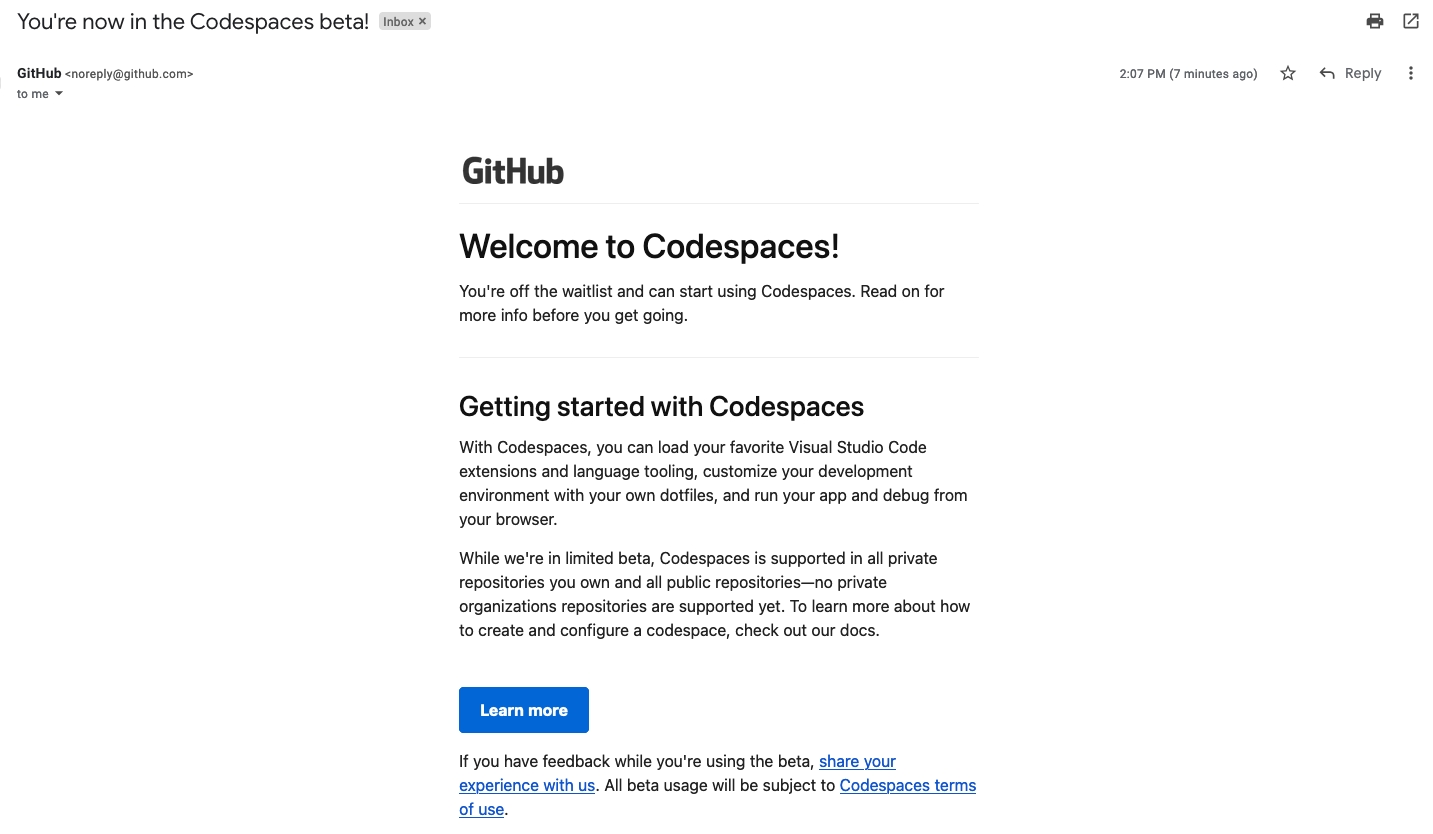 You're now in the Codespaces beta! Inbox ×
GitHub <noreply@github.com>
2:07 PM (7 minutes ago) Reply
to me
GitHub
Welcome to Codespaces!
You're off the waitlist and can start using Codespaces. Read on for
more info before you get going.
Getting started with Codespaces
With Codespaces, you can load your favorite Visual Studio Code
extensions and language tooling, customize your development
environment with your own dotfiles, and run your app and debug from
your browser.
While we're in limited beta, Codespaces is supported in all private
repositories you own and all public repositories—no private
organizations repositories are supported yet. To learn more about how
to create and configure a codespace, check out our docs.
Learn more
If you have feedback while you're using the beta, share your
experience with us. All beta usage will be subject to Codespaces terms
of use.